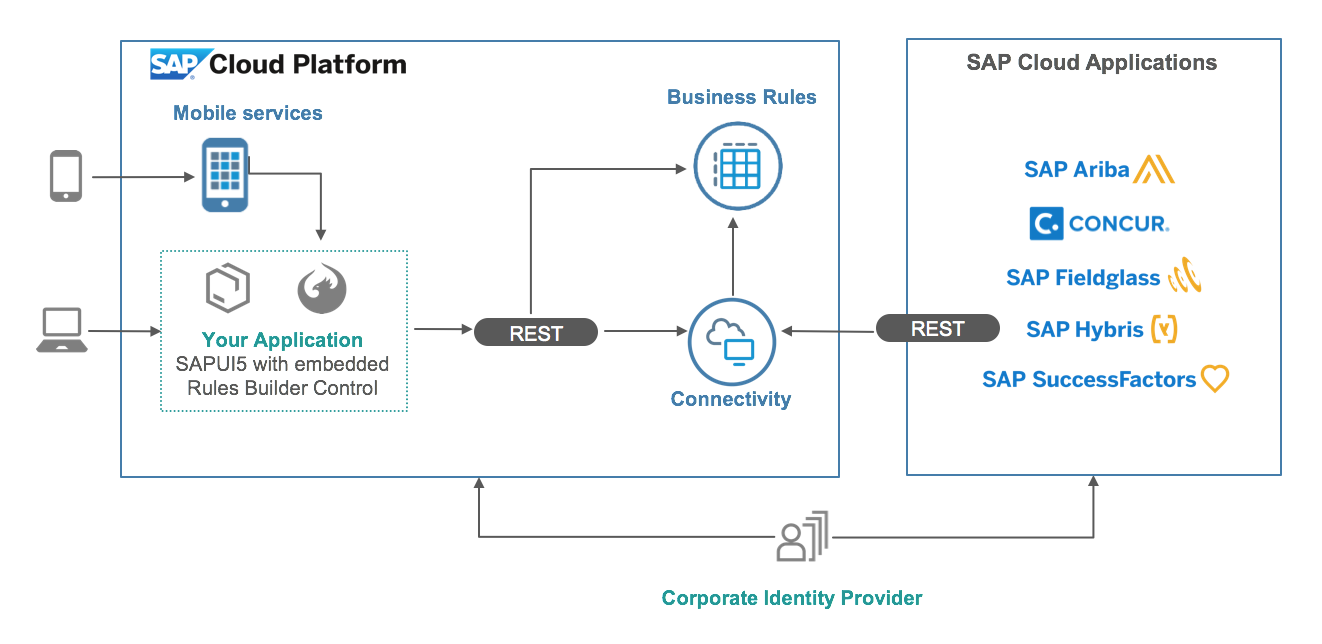 SAP Cloud Platform
Mobile services
Business Rules
Your Application
SAPUI5 with embedded
Rules Builder Control
REST
Connectivity
SAP Cloud Applications
SAP Ariba
C. CONCUR.
SAP Fieldglass
REST
SAP Hybris
SAP SuccessFactors
Corporate Identity Provider